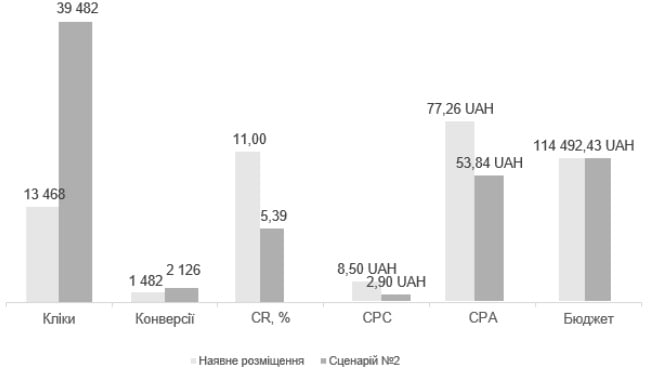 39 482
13 468
1 482
2 126
11,00
5,39
8,50 UAH
2,90 UAH
77,26 UAH
53,84 UAH
114 492,43 UAH
Кліки Конверсії CR, % CPC CPA Бюджет
Наявне розміщення Сценарій №2